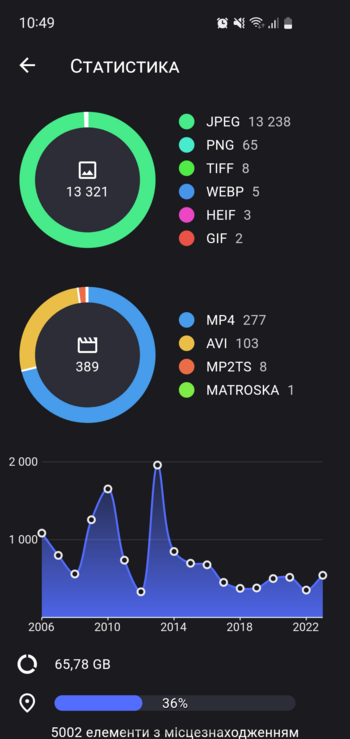 10:49
Статистика
JPEG 13 238
PNG 65
TIFF 8
WEBP 5
HEIF 3
GIF 2
13 321
MP4 277
AVI 103
MP2TS 8
MATROSKA 1
389
2 000
1 000
2006 2010 2014 2018 2022
65,78 GB
36%
5002 елементи з місцезнаходженням